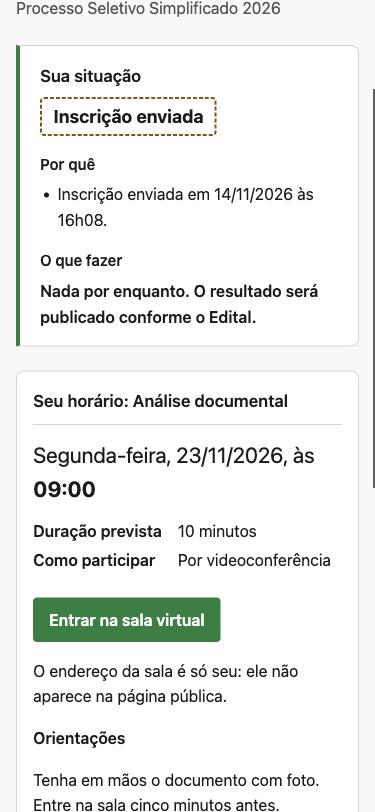 Processo Seletivo Simplificado 2026
Sua situação
Inscrição enviada
Por quê
• Inscrição enviada em 14/11/2026 às
16h08.
O que fazer
Nada por enquanto. O resultado será
publicado conforme o Edital.
Seu horário: Análise documental
Segunda-feira, 23/11/2026, às
09:00
Duração prevista 10 minutos
Como participar Por videoconferência
Entrar na sala virtual
O endereço da sala é só seu: ele não
aparece na página pública.
Orientações
Tenha em mãos o documento com foto.
Entre na sala cinco minutos antes.